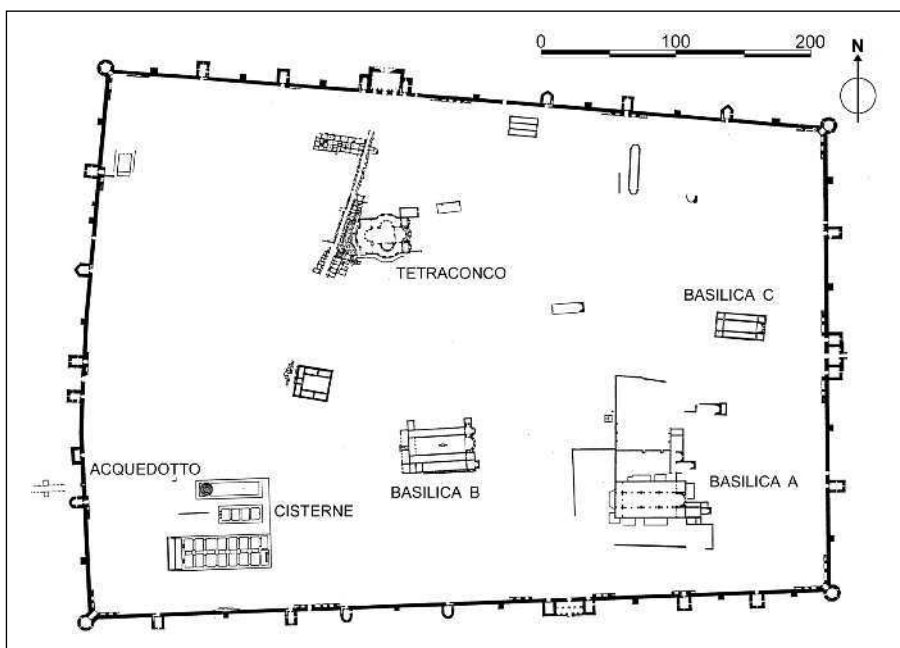 0 100 200
N
TETRACONCO
BASILICA C
ACQUEDOTTO
BASILICA A
BASILICA B
CISTERNE